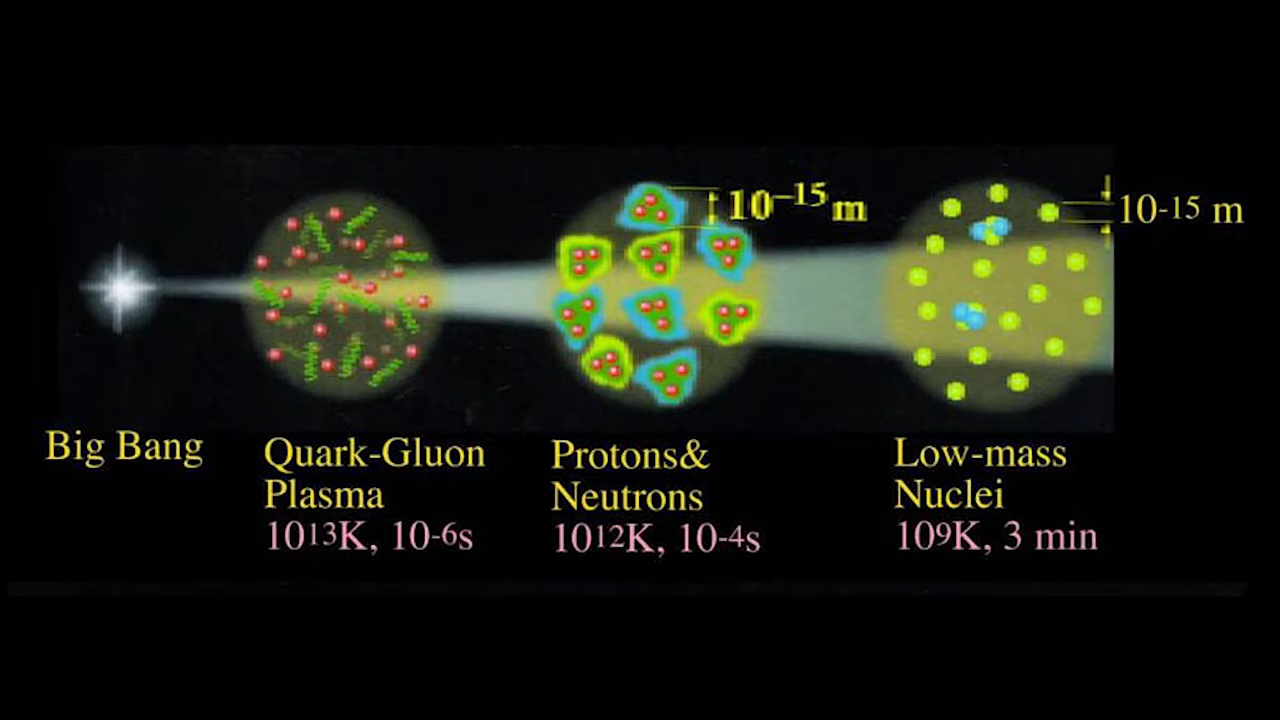 10⁻¹⁵ m
10-15 m
Big Bang
Quark-Gluon
Plasma
10¹³K, 10-6s
Protons&
Neutrons
10¹²K, 10-4s
Low-mass
Nuclei
10⁹K, 3 min